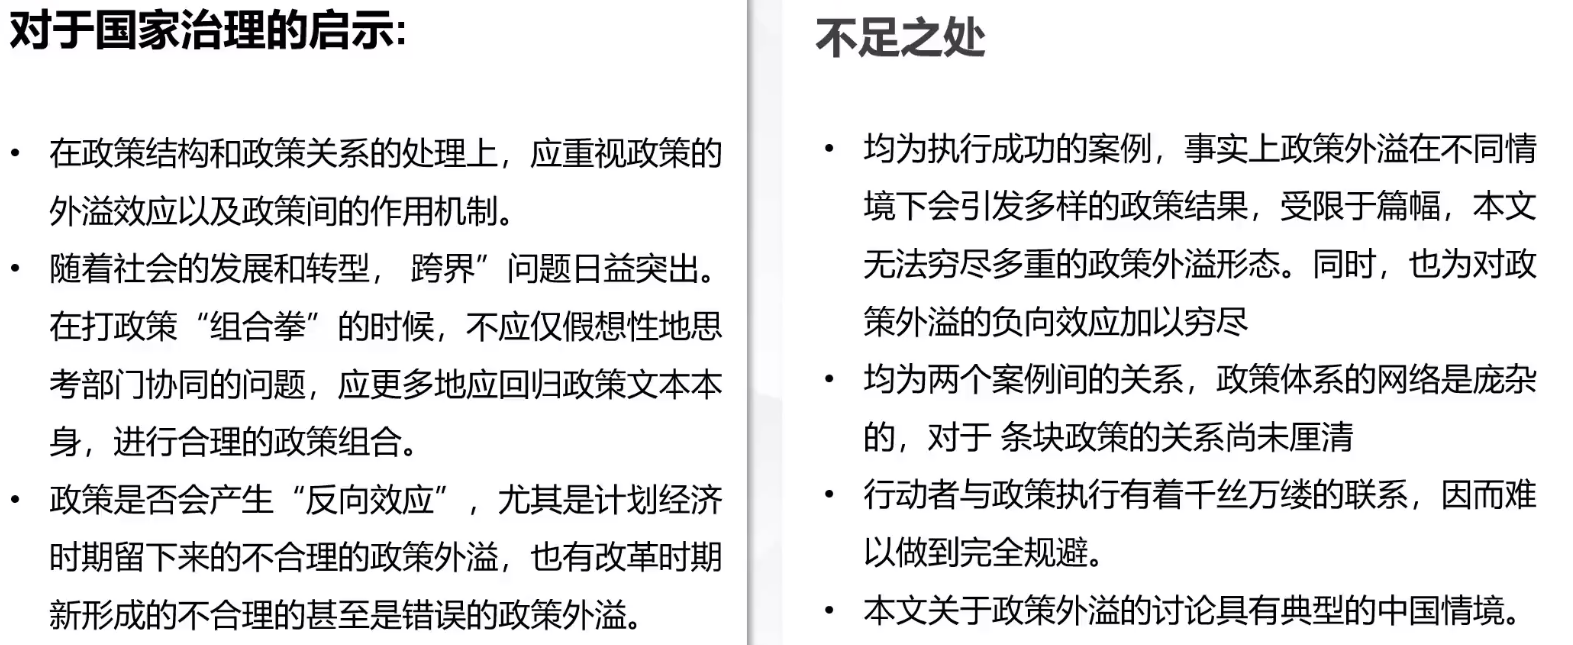 对于国家治理的启示:
• 在政策结构和政策关系的处理上，应重视政策的
外溢效应以及政策间的作用机制。
• 随着社会的发展和转型， 跨界”问题日益突出。
在打政策“组合拳”的时候，不应仅假想性地思
考部门协同的问题，应更多地应回归政策文本本
身，进行合理的政策组合。
• 政策是否会产生“反向效应”，尤其是计划经济
时期留下来的不合理的政策外溢，也有改革时期
新形成的不合理的甚至是错误的政策外溢。
不足之处
• 均为执行成功的案例，事实上政策外溢在不同情
境下会引发多样的政策结果，受限于篇幅，本文
无法穷尽多重的政策外溢形态。同时，也为对政
策外溢的负向效应加以穷尽
• 均为两个案例间的关系，政策体系的网络是庞杂
的，对于 条块政策的关系尚未厘清
• 行动者与政策执行有着千丝万缕的联系，因而难
以做到完全规避。
• 本文关于政策外溢的讨论具有典型的中国情境。